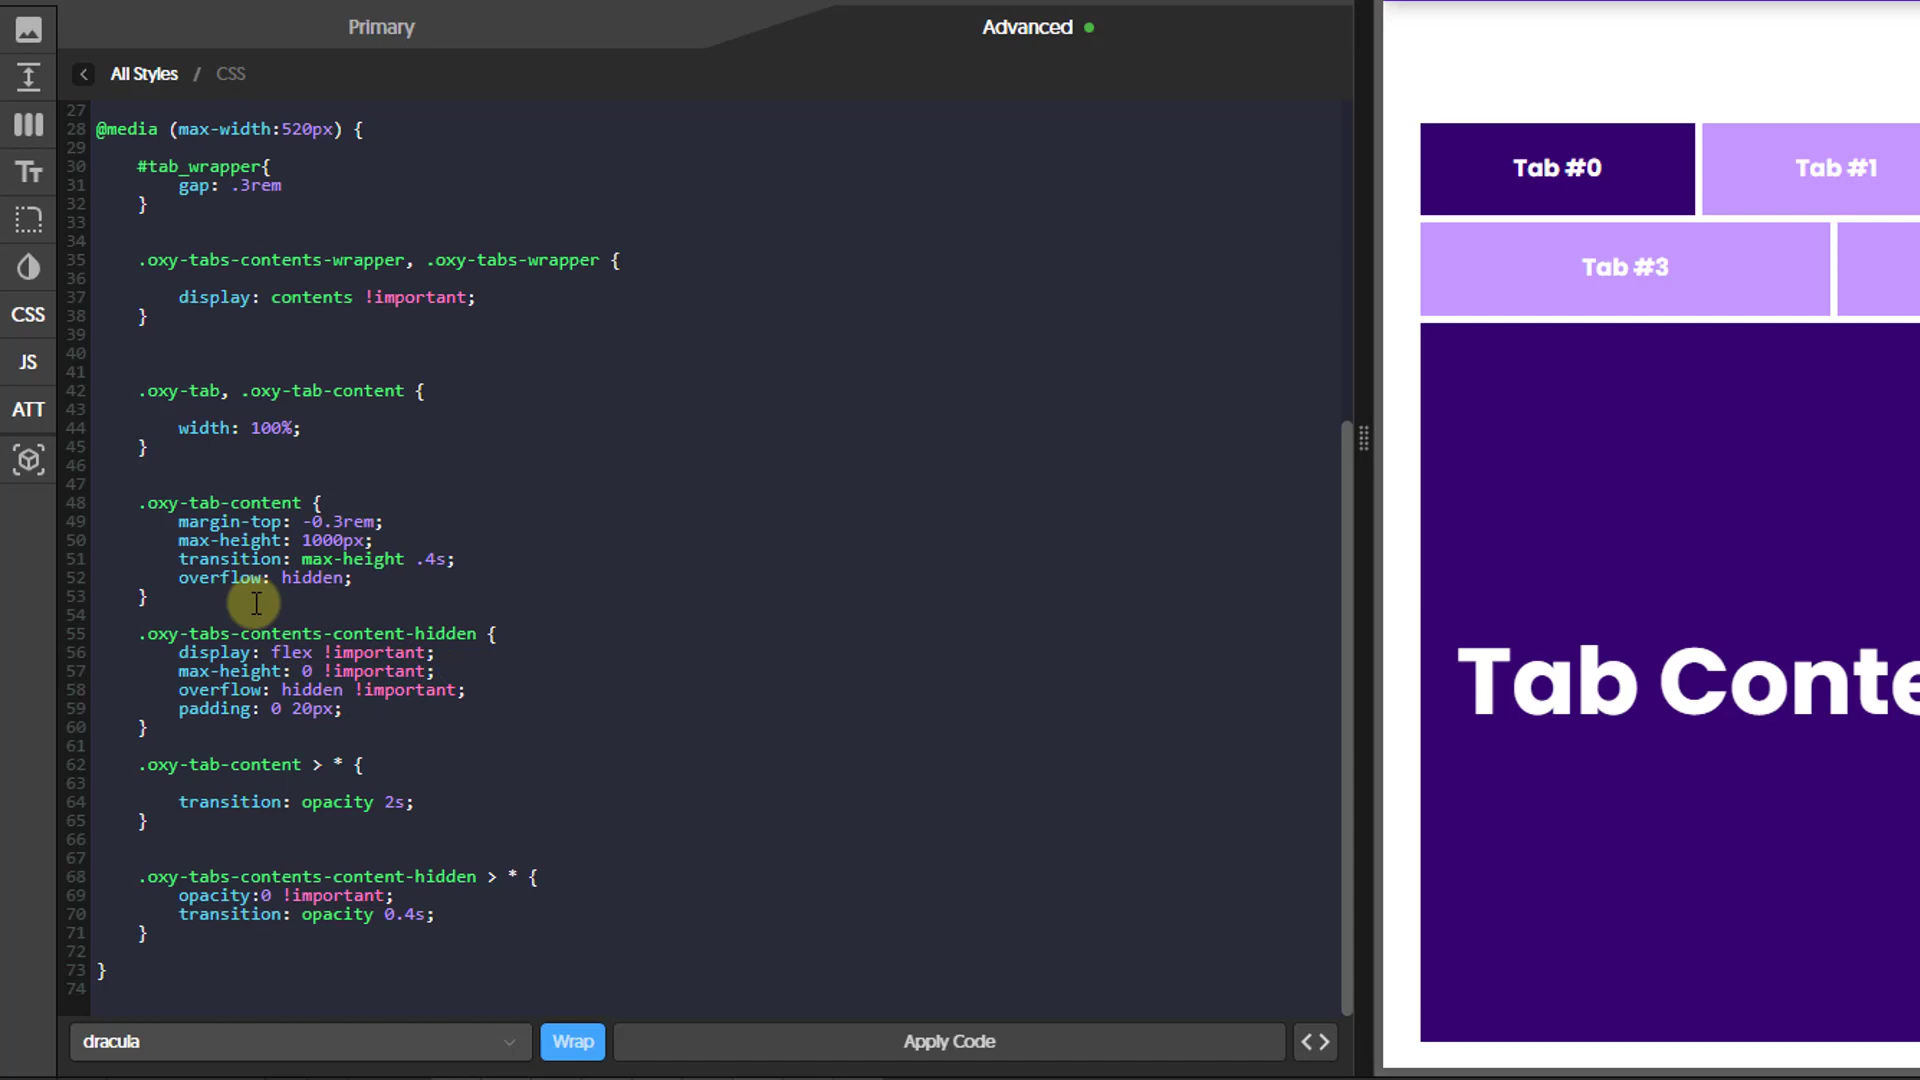 Primary
Advanced
All Styles / CSS
27
28 @media (max-width:520px) {
29
30 #tab_wrapper{
31 gap: .3rem
32 }
33
34
35 .oxy-tabs-contents-wrapper, .oxy-tabs-wrapper {
36
37 display: contents !important;
38 }
39
40
41
42 .oxy-tab, .oxy-tab-content {
43
44 width: 100%;
45 }
46
47
48 .oxy-tab-content {
49 margin-top: -0.3rem;
50 max-height: 1000px;
51 transition: max-height .4s;
52 overflow: hidden;
53 }
54
55 .oxy-tabs-contents-content-hidden {
56 display: flex !important;
57 max-height: 0 !important;
58 overflow: hidden !important;
59 padding: 0 20px;
60 }
61
62 .oxy-tab-content > * {
63
64 transition: opacity 2s;
65 }
66
67
68 .oxy-tabs-contents-content-hidden > * {
69 opacity:0 !important;
70 transition: opacity 0.4s;
71 }
72
73 }
74
dracula
Wrap
Apply Code
< >
Tt
CSS
JS
ATT
Tab #0
Tab #1
Tab #3
Tab Conte